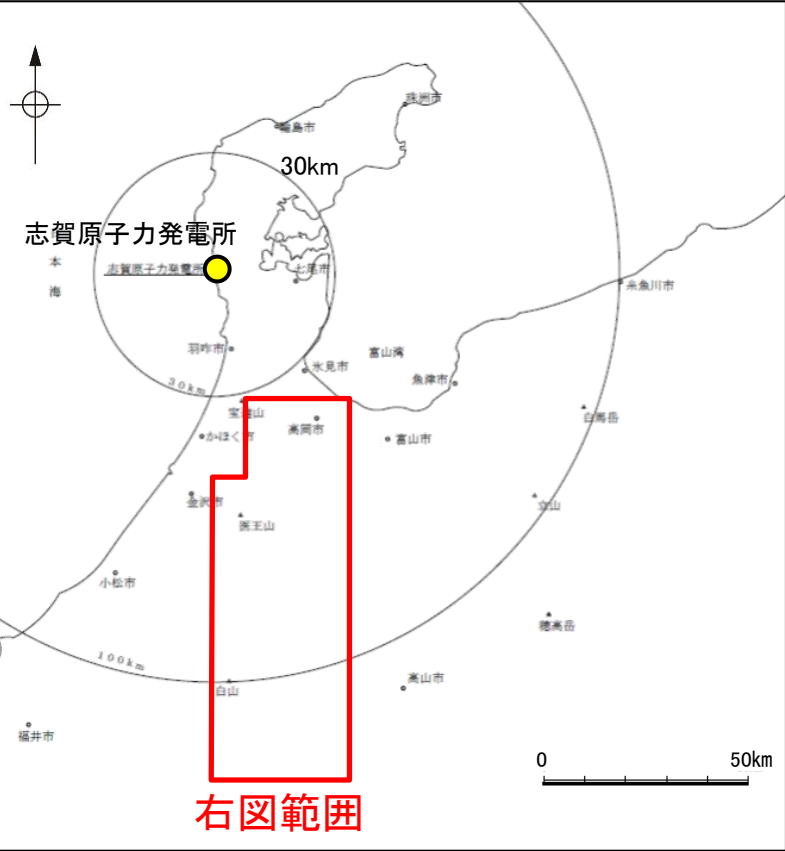 珠洲市
輪島市
30km
志賀原子力発電所
本
海
志賀原子力発電所
七尾市
糸魚川市
羽咋市
富山湾
氷見市
魚津市
30km
宝達山
白馬岳
高岡市
かほく市
富山市
金沢市
立山
医王山
小松市
穂高岳
100km
高山市
白山
福井市
0 50km
右図範囲